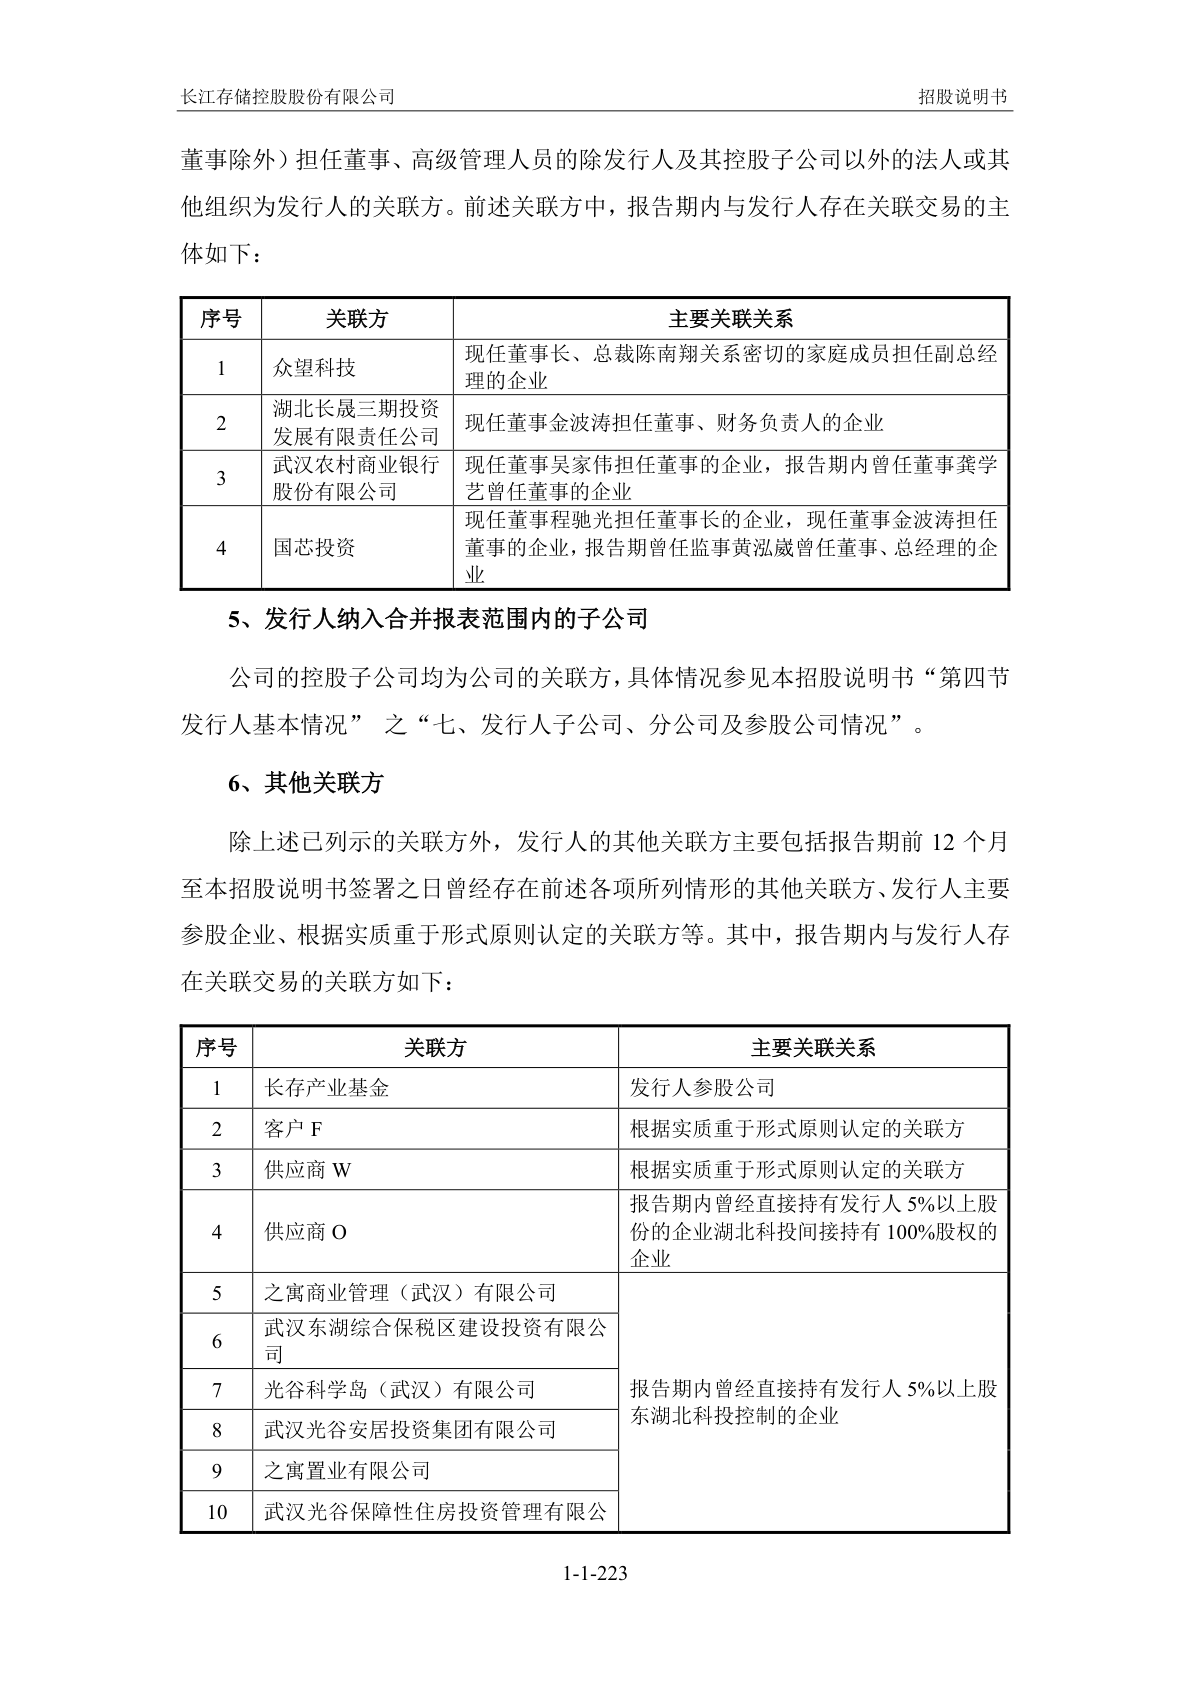 长江存储控股股份有限公司 招股说明书
董事除外）担任董事、高级管理人员的除发行人及其控股子公司以外的法人或其
他组织为发行人的关联方。前述关联方中，报告期内与发行人存在关联交易的主
体如下：
序号 关联方 主要关联关系
1 众望科技 现任董事长、总裁陈南翔关系密切的家庭成员担任副总经
理的企业
2 湖北长晟三期投资
发展有限责任公司 现任董事金波涛担任董事、财务负责人的企业
3 武汉农村商业银行
股份有限公司 现任董事吴家伟担任董事的企业，报告期内曾任董事龚学
艺曾任董事的企业
4 国芯投资 现任董事程驰光担任董事长的企业，现任董事金波涛担任
董事的企业，报告期曾任监事黄泓崴曾任董事、总经理的企
业
5、发行人纳入合并报表范围内的子公司
公司的控股子公司均为公司的关联方，具体情况参见本招股说明书“第四节
发行人基本情况” 之“七、发行人子公司、分公司及参股公司情况”。
6、其他关联方
除上述已列示的关联方外，发行人的其他关联方主要包括报告期前 12 个月
至本招股说明书签署之日曾经存在前述各项所列情形的其他关联方、发行人主要
参股企业、根据实质重于形式原则认定的关联方等。其中，报告期内与发行人存
在关联交易的关联方如下：
序号 关联方 主要关联关系
1 长存产业基金 发行人参股公司
2 客户 F 根据实质重于形式原则认定的关联方
3 供应商 W 根据实质重于形式原则认定的关联方
4 供应商 O 报告期内曾经直接持有发行人 5%以上股
份的企业湖北科投间接持有 100%股权的
企业
5 之寓商业管理（武汉）有限公司
6 武汉东湖综合保税区建设投资有限公
司
7 光谷科学岛（武汉）有限公司
报告期内曾经直接持有发行人 5%以上股
东湖北科投控制的企业
8 武汉光谷安居投资集团有限公司
9 之寓置业有限公司
10 武汉光谷保障性住房投资管理有限公
1-1-223